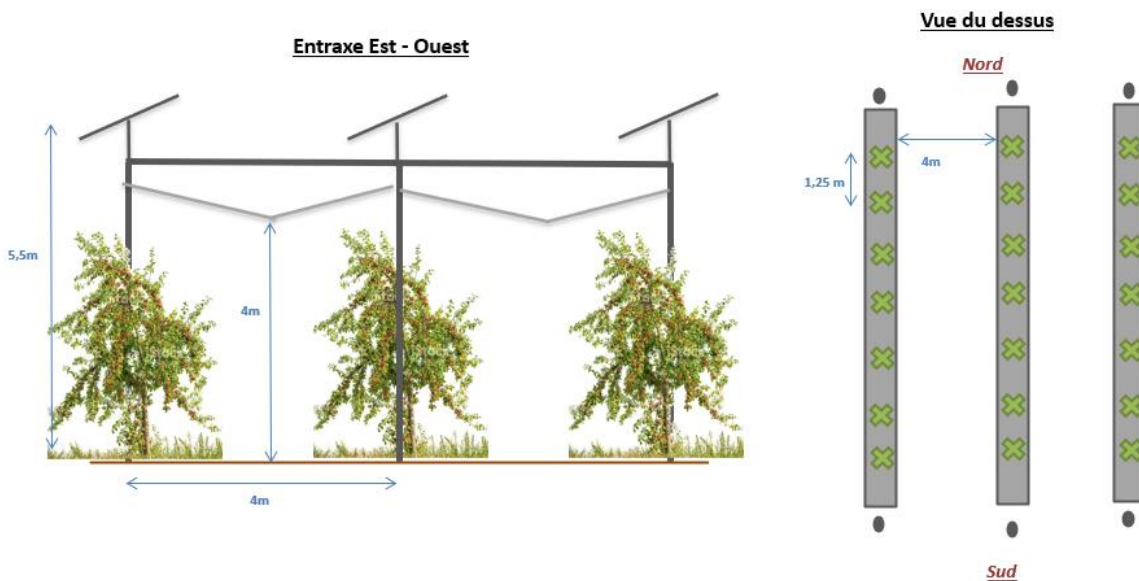 Entraxe Est - Ouest
5,5m
4m
4m
Vue du dessus
Nord
4m
1,25 m
Sud